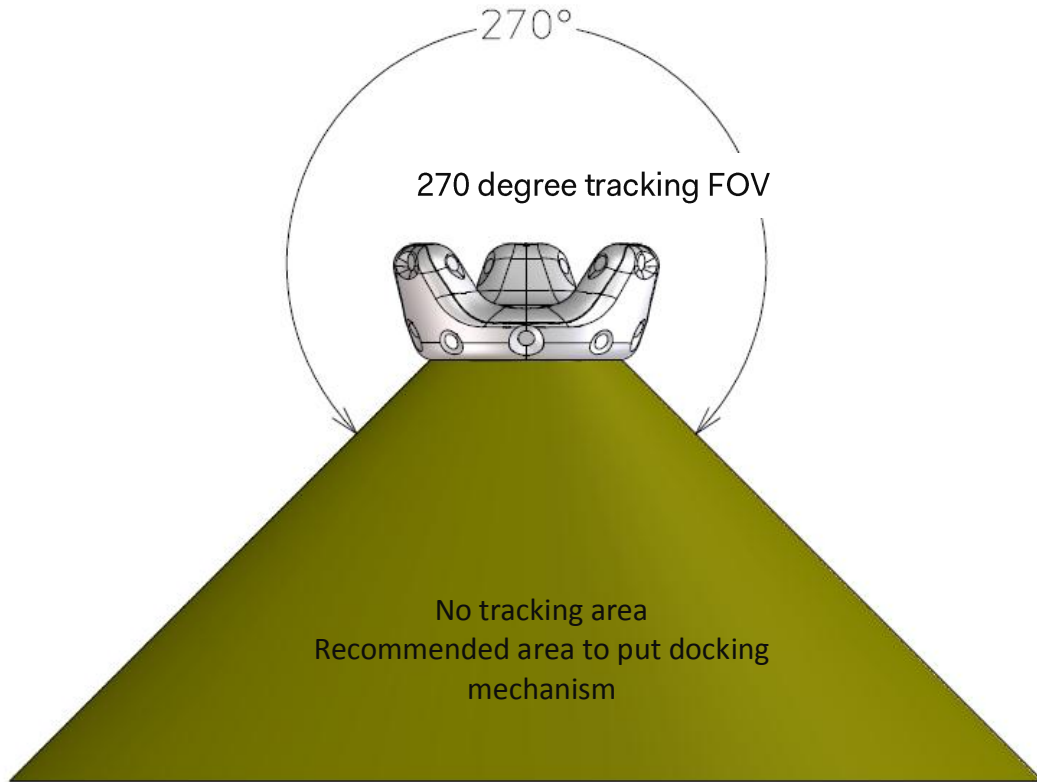 270°
270 degree tracking FOV
No tracking area
Recommended area to put docking
mechanism